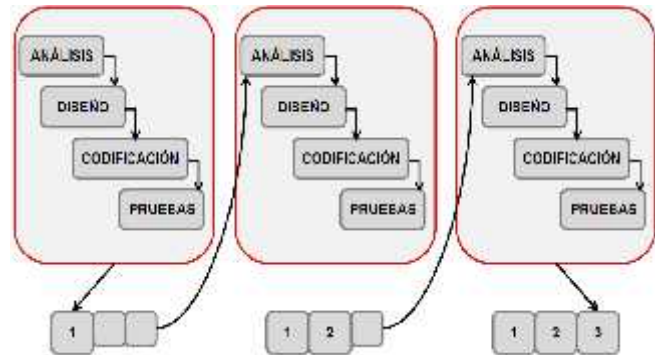 ANÁLISIS
DISEÑO
CODIFICACIÓN
PRUEBAS
ANÁLISIS
DISEÑO
CODIFICACIÓN
PRUEBAS
ANÁLISIS
DISEÑO
CODIFICACIÓN
PRUEBAS
1
1 2
1 2 3